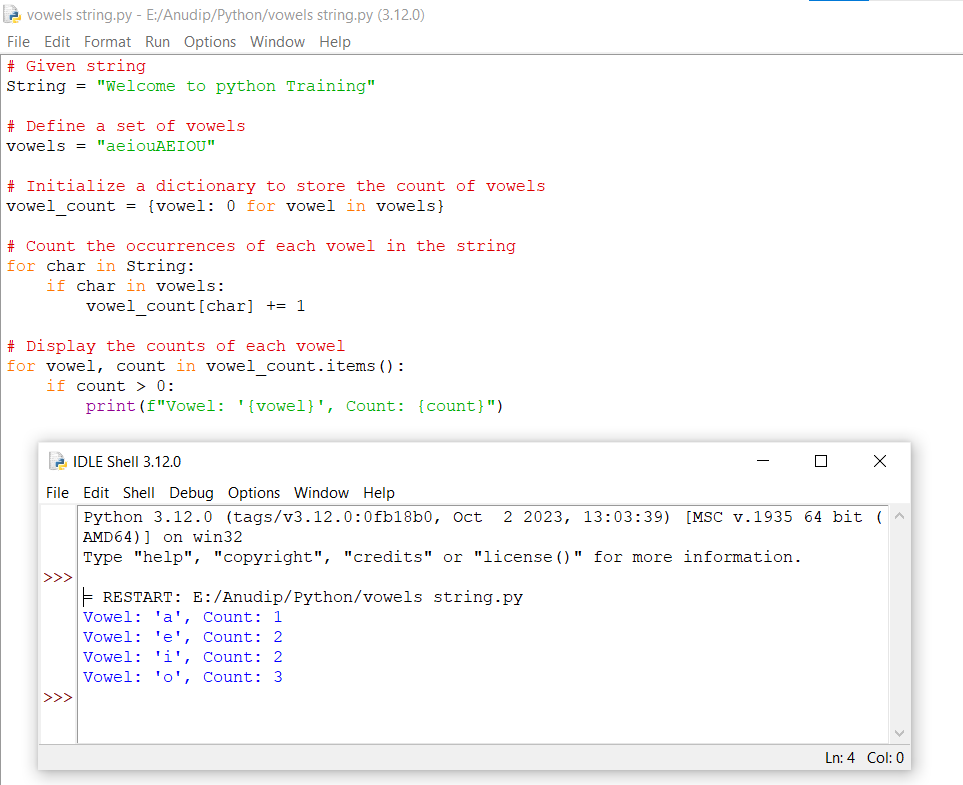 vowels string.py - E:/Anudip/Python/vowels string.py (3.12.0)
File Edit Format Run Options Window Help
# Given string
String = "Welcome to python Training"

# Define a set of vowels
vowels = "aeiouAEIOU"

# Initialize a dictionary to store the count of vowels
vowel_count = {vowel: 0 for vowel in vowels}

# Count the occurrences of each vowel in the string
for char in String:
    if char in vowels:
        vowel_count[char] += 1

# Display the counts of each vowel
for vowel, count in vowel_count.items():
    if count > 0:
        print(f"Vowel: '{vowel}', Count: {count}")
IDLE Shell 3.12.0
File Edit Shell Debug Options Window Help
Python 3.12.0 (tags/v3.12.0:0fb18b0, Oct  2 2023, 13:03:39) [MSC v.1935 64 bit (
AMD64)] on win32
Type "help", "copyright", "credits" or "license()" for more information.
>>>
= RESTART: E:/Anudip/Python/vowels string.py
Vowel: 'a', Count: 1
Vowel: 'e', Count: 2
Vowel: 'i', Count: 2
Vowel: 'o', Count: 3
>>>
Ln: 4 Col: 0